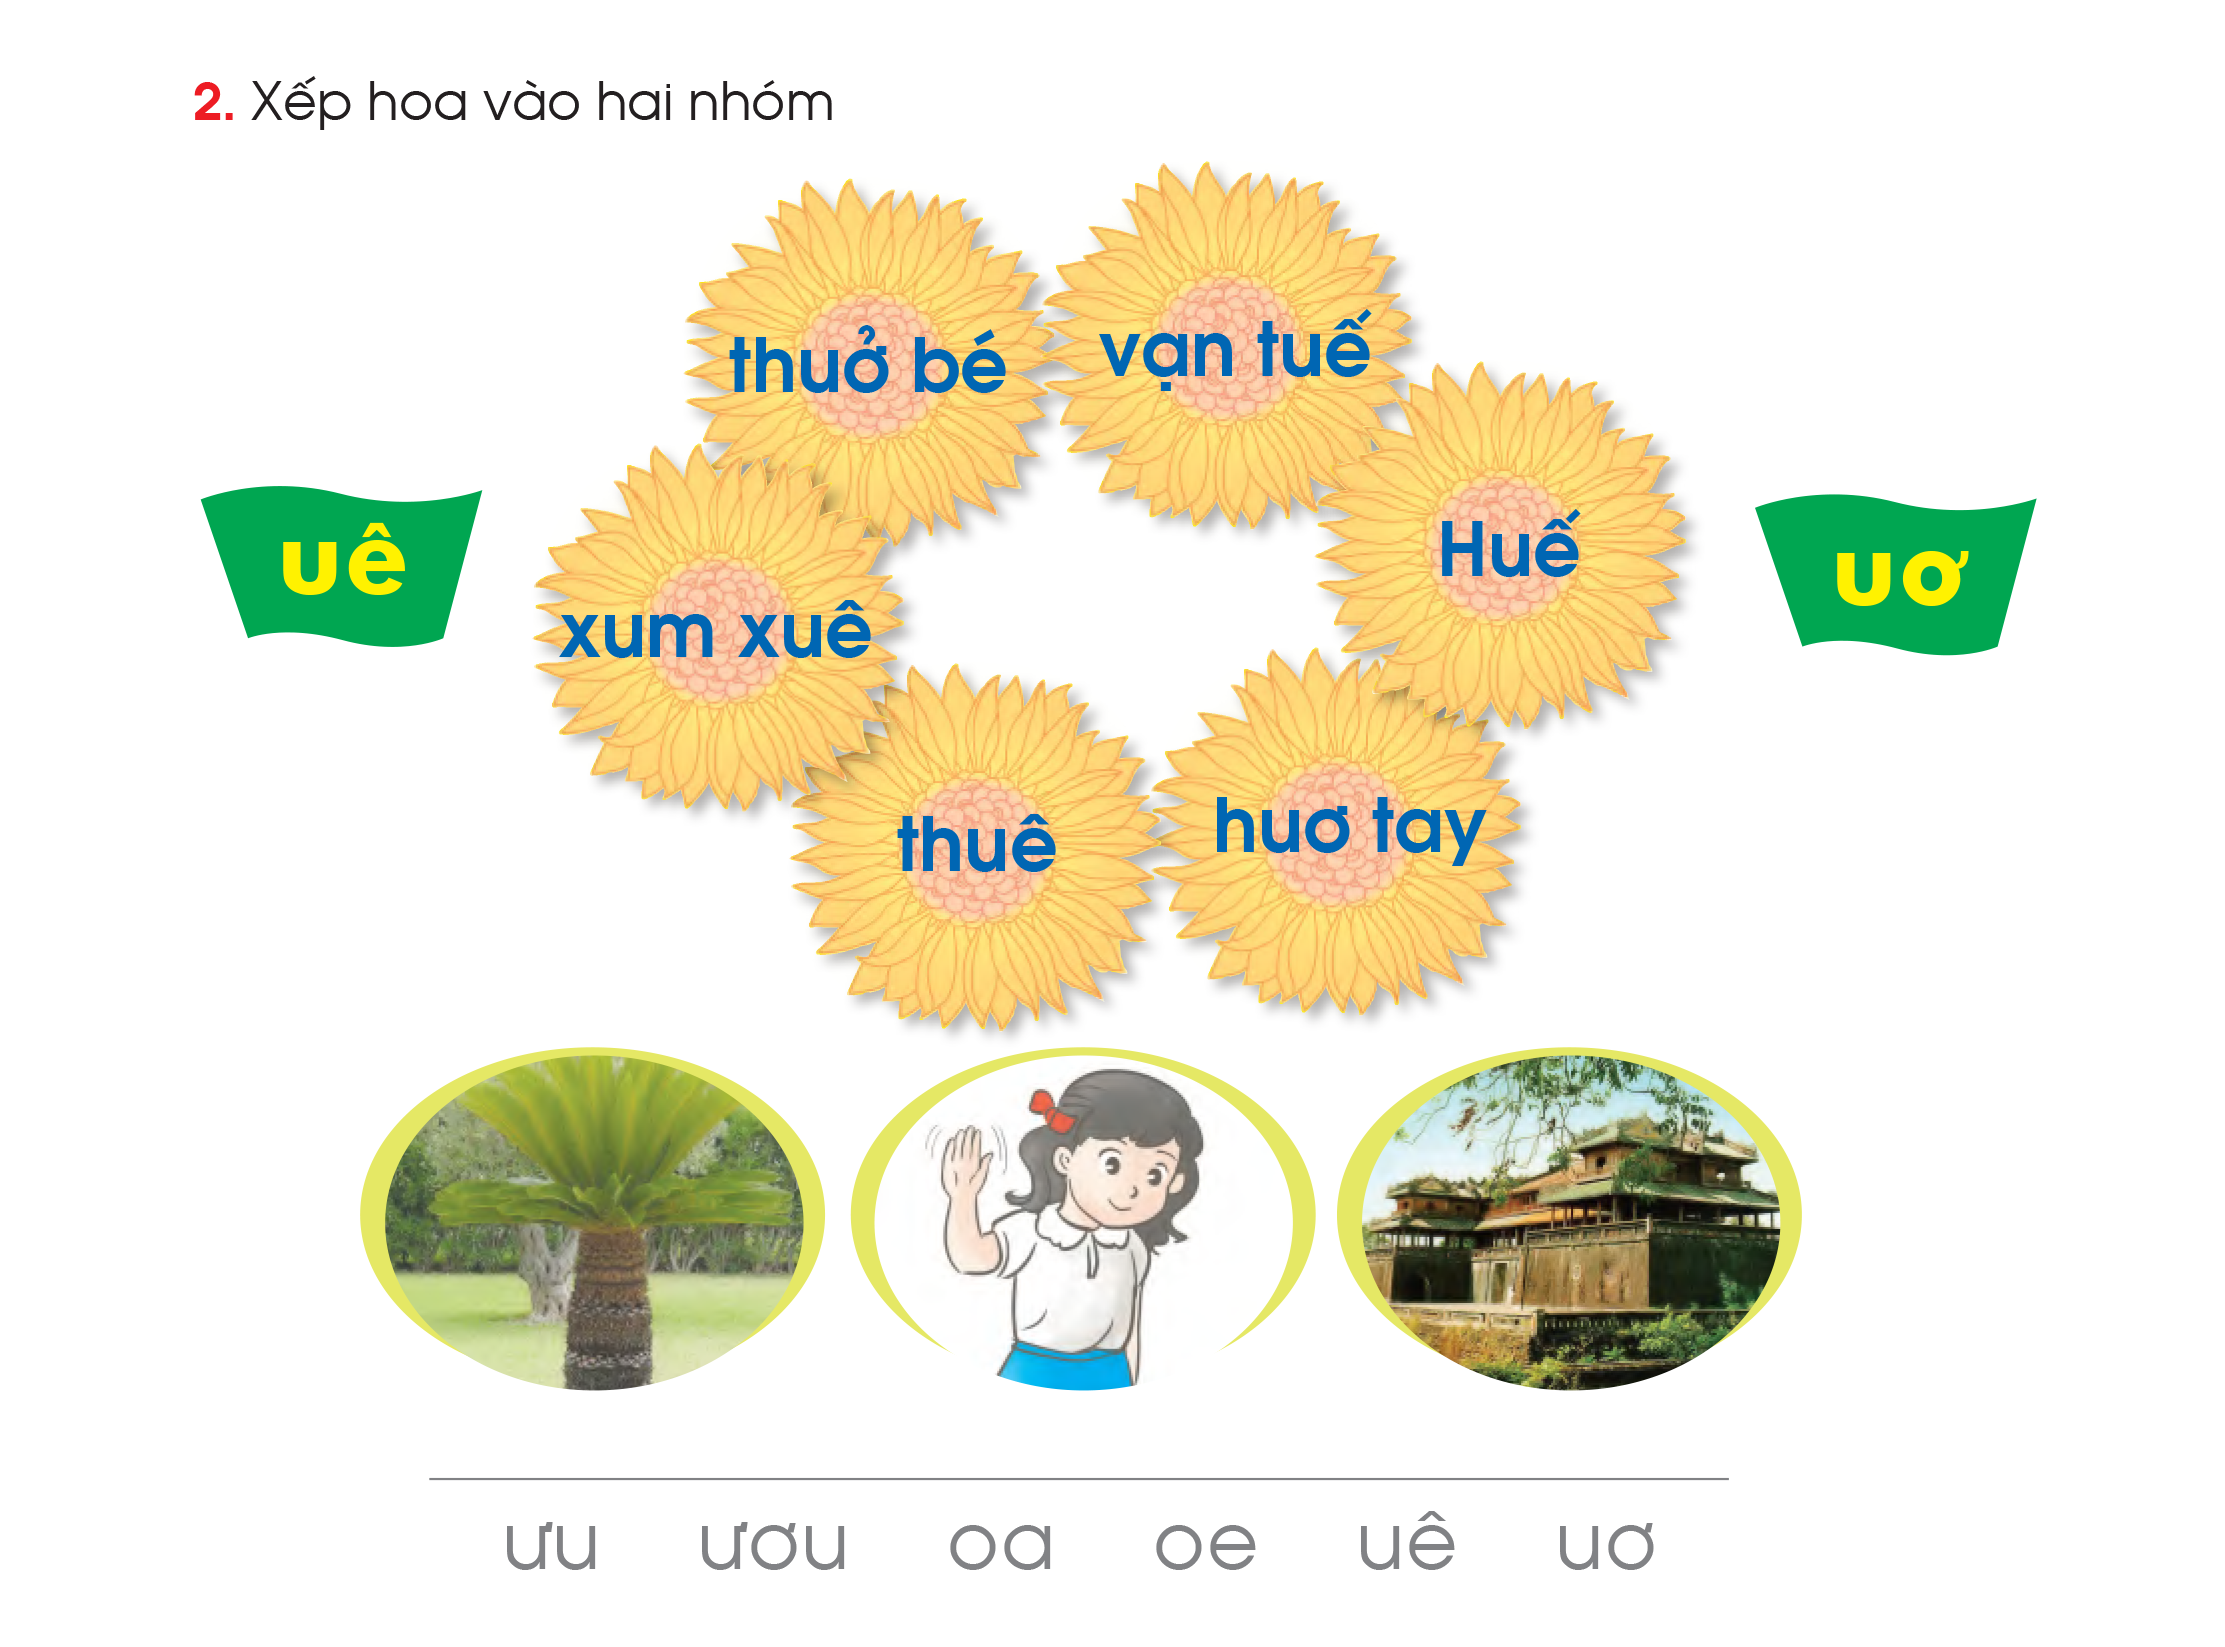 2. Xếp hoa vào hai nhóm
thuở bé
vạn tuế
uê
Huế
uơ
xum xuê
thuê
huơ tay
ưu ươu oa oe uê uơ